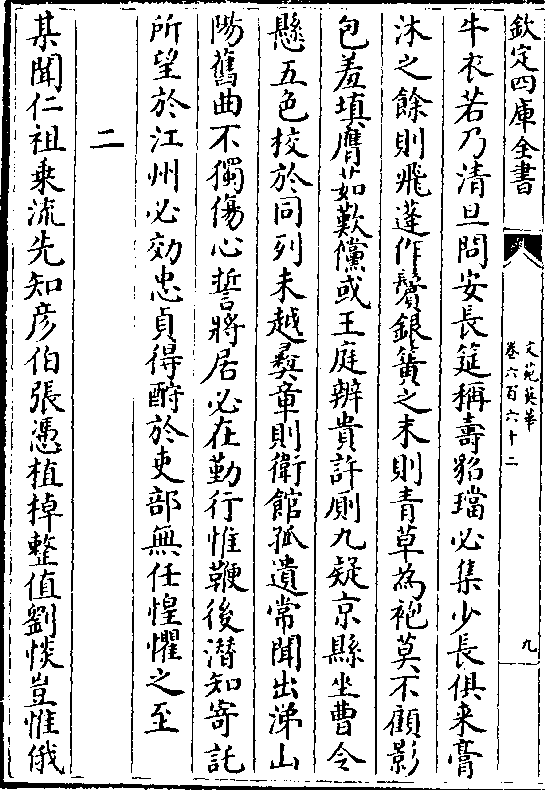 欽定四庫全書
文苑英華
卷六百六十二
九
牛衣若乃清旦問安長筵稱壽貂璫必集少長俱来膏
沐之餘則飛蓬作鬢銀簧之末則青草為袍莫不顧影
包羞填膺茹歎儻或王庭辨貴許厠九疑京縣坐曹令
懸五色校於同列未越彜章則衛館孤遺常聞出涕山
陽舊曲不獨傷心誓將居必在勤行惟鞭後潜知寄託
所望於江州必効忠貞得酧於吏部無任惶懼之至
二
某聞仁祖乗流先知彦伯張憑植棹整值劉惔豈惟俄